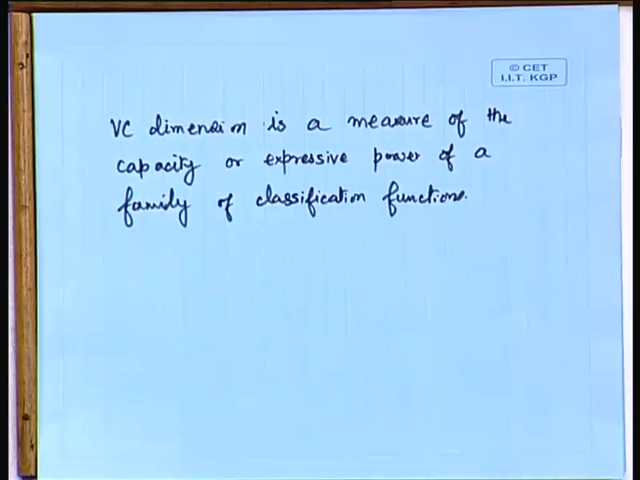 © CET
I.I.T. KGP
VC dimension is a measure of the
capacity or expressive power of a
family of classification functions.